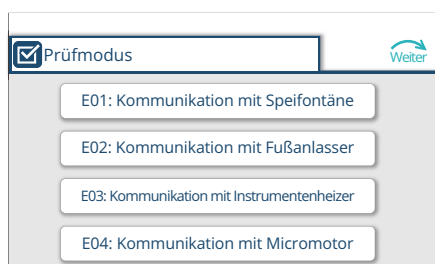 Prüfmodus
Weiter
E01: Kommunikation mit Speifontäne
E02: Kommunikation mit Fußanlasser
E03: Kommunikation mit Instrumentenheizer
E04: Kommunikation mit Micromotor